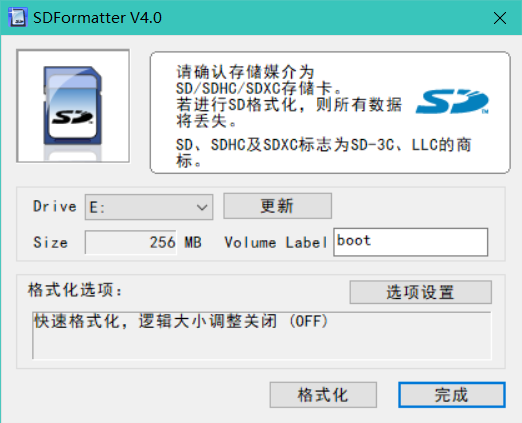 SDFormatter V4.0
请确认存储媒介为
SD/SDHC/SDXC存储卡。
若进行SD格式化，则所有数据
将丢失。
SD、SDHC及SDXC标志为SD-3C、LLC的商
标。
Drive E: 更新
Size 256 MB Volume Label boot
格式化选项：
选项设置
快速格式化，逻辑大小调整关闭 (OFF)
格式化 完成